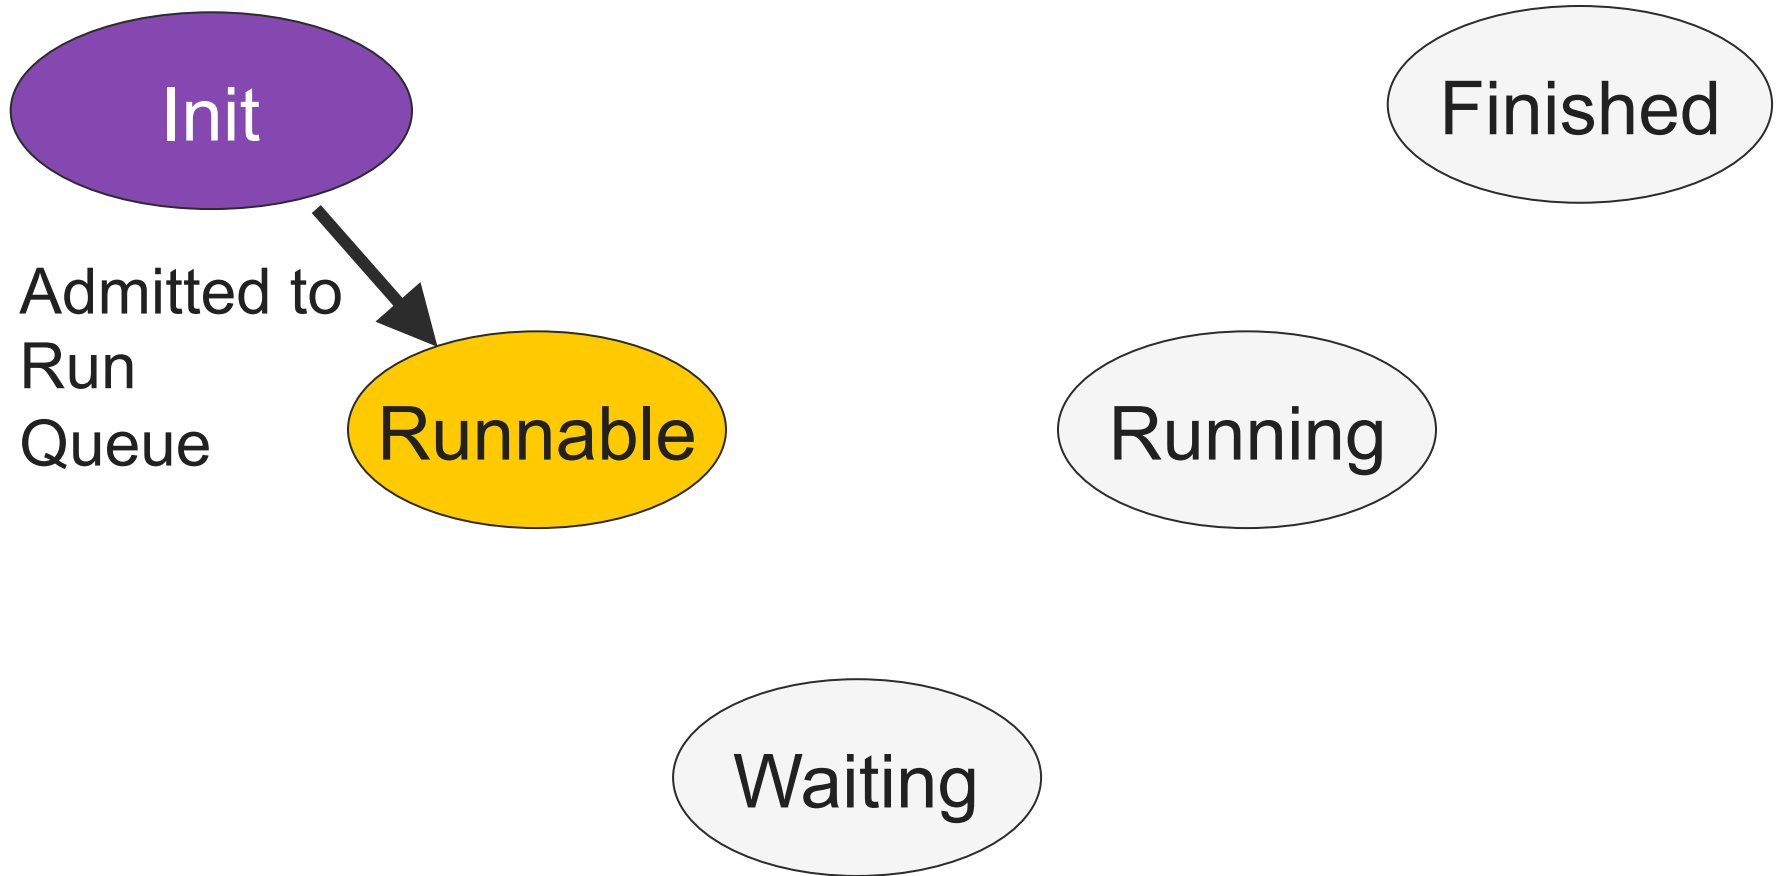 Init
Finished
Admitted to
Run
Queue
Runnable
Running
Waiting